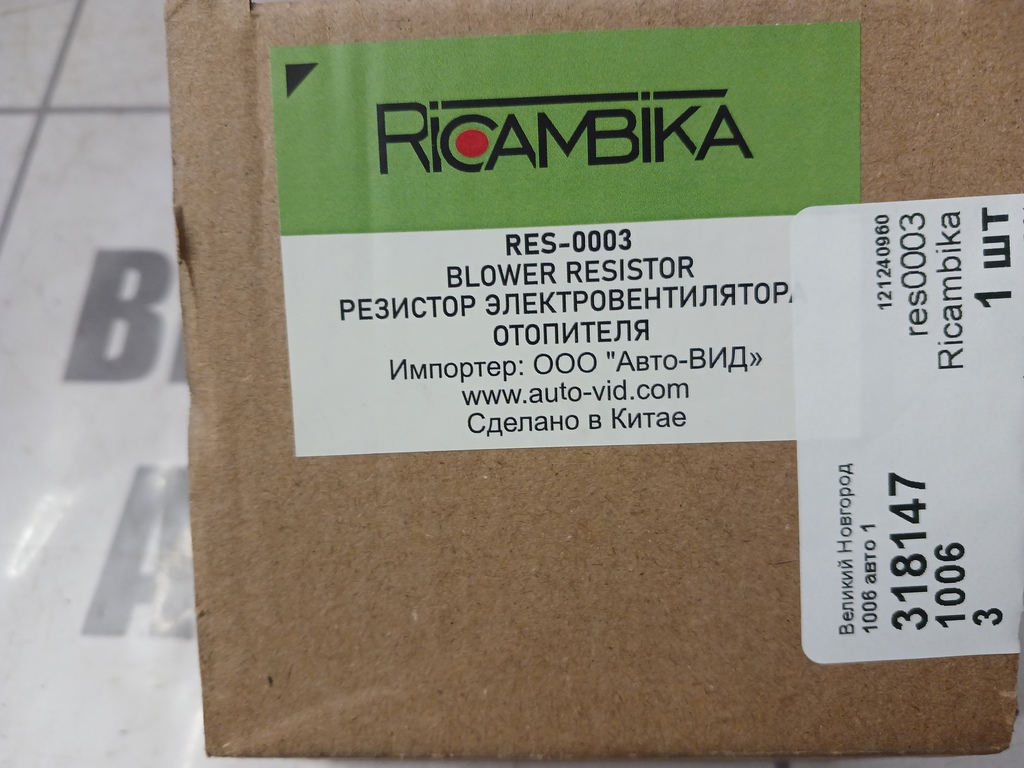 RICAMBIKA
RES-0003
BLOWER RESISTOR
РЕЗИСТОР ЭЛЕКТРОВЕНТИЛЯТОРА
ОТОПИТЕЛЯ
Импортер: ООО "Авто-ВИД»
www.auto-vid.com
Сделано в Китае
121240960
res0003
Ricambika
1 шт
Великий Новгород
1006 авто 1
318147
1006
3